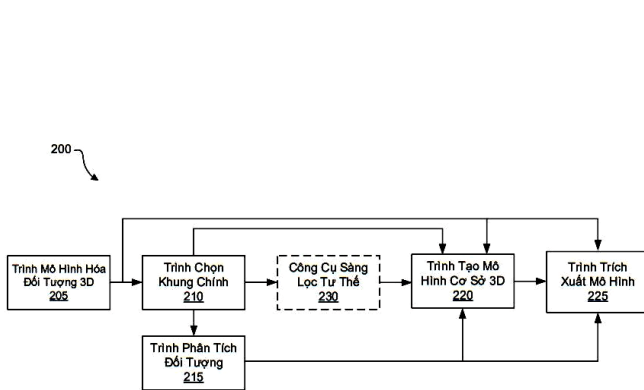 200
Trình Mô Hình Hóa
Đối Tượng 3D
205
Trình Chọn
Khung Chính
210
Công Cụ Sàng
Lọc Tư Thế
230
Trình Tạo Mô
Hình Cơ Sở 3D
220
Trình Trích
Xuất Mô Hình
225
Trình Phân Tích
Đối Tượng
215